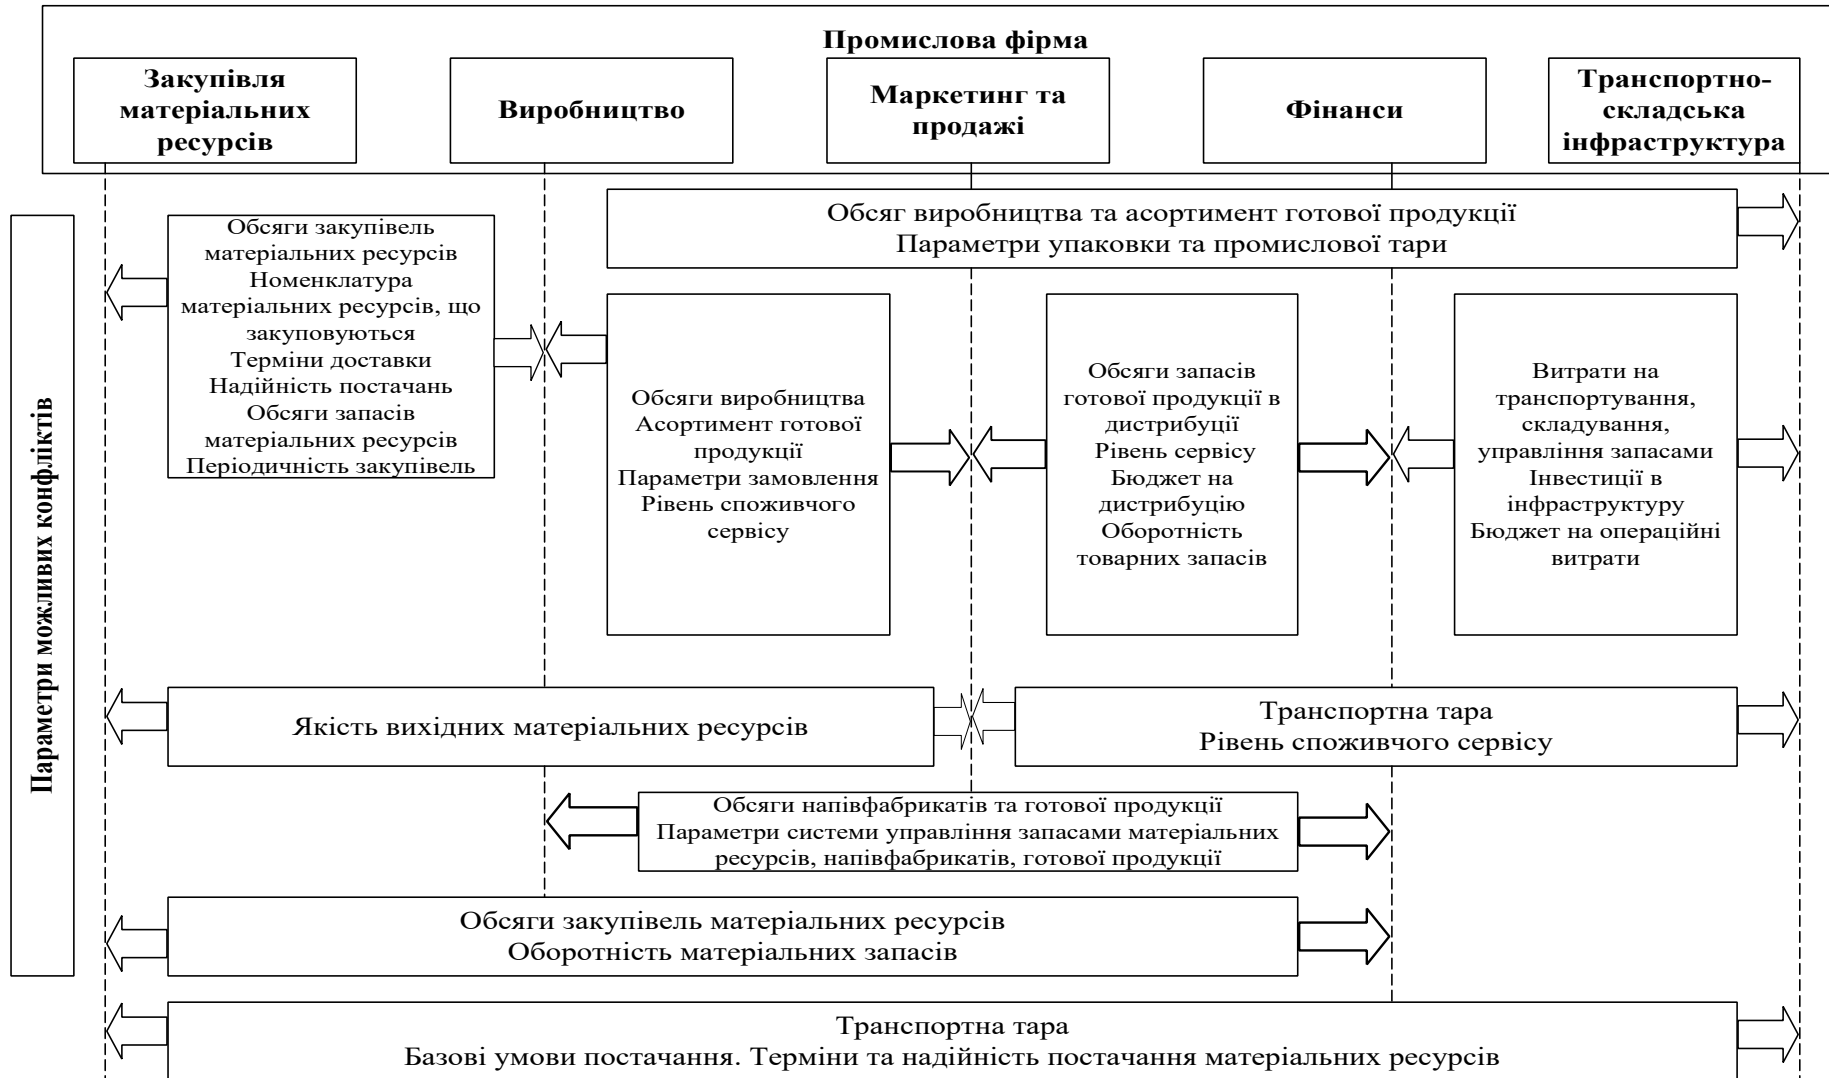 Промислова фірма
Закупівля
матеріальних
ресурсів
Виробництво
Маркетинг та
продажі
Фінанси
Транспортно-
складська
інфраструктура
Параметри можливих конфліктів
Обсяг виробництва та асортимент готової продукції
Параметри упаковки та промислової тари
Обсяги закупівель
матеріальних ресурсів
Номенклатура
матеріальних ресурсів, що
закуповуються
Терміни доставки
Надійність постачань
Обсяги запасів
матеріальних ресурсів
Періодичність закупівель
Обсяги виробництва
Асортимент готової
продукції
Параметри замовлення
Рівень споживчого
сервісу
Обсяги запасів
готової продукції в
дистрибуції
Рівень сервісу
Бюджет на
дистрибуцію
Оборотність
товарних запасів
Витрати на
транспортування,
складування,
управління запасами
Інвестиції в
інфраструктуру
Бюджет на операційні
витрати
Якість вихідних матеріальних ресурсів
Транспортна тара
Рівень споживчого сервісу
Обсяги напівфабрикатів та готової продукції
Параметри системи управління запасами матеріальних
ресурсів, напівфабрикатів, готової продукції
Обсяги закупівель матеріальних ресурсів
Оборотність матеріальних запасів
Транспортна тара
Базові умови постачання. Терміни та надійність постачання матеріальних ресурсів